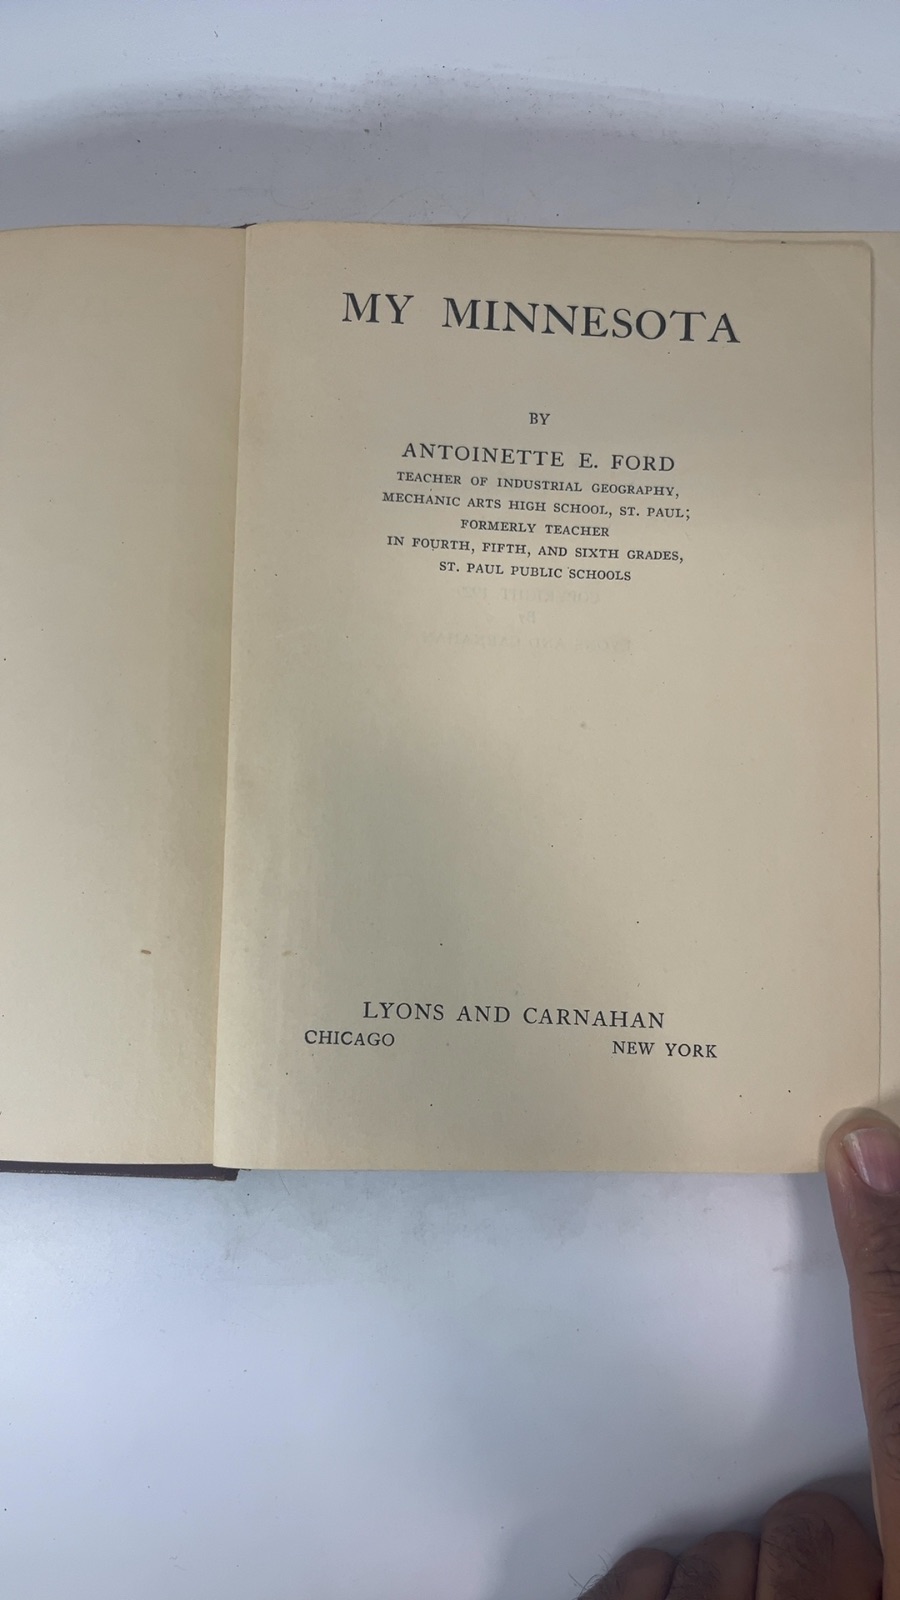 MY MINNESOTA
BY
ANTOINETTE E. FORD
TEACHER OF INDUSTRIAL GEOGRAPHY,
MECHANIC ARTS HIGH SCHOOL, ST. PAUL;
FORMERLY TEACHER
IN FOURTH, FIFTH, AND SIXTH GRADES,
ST. PAUL PUBLIC SCHOOLS
LYONS AND CARNAHAN
CHICAGO NEW YORK